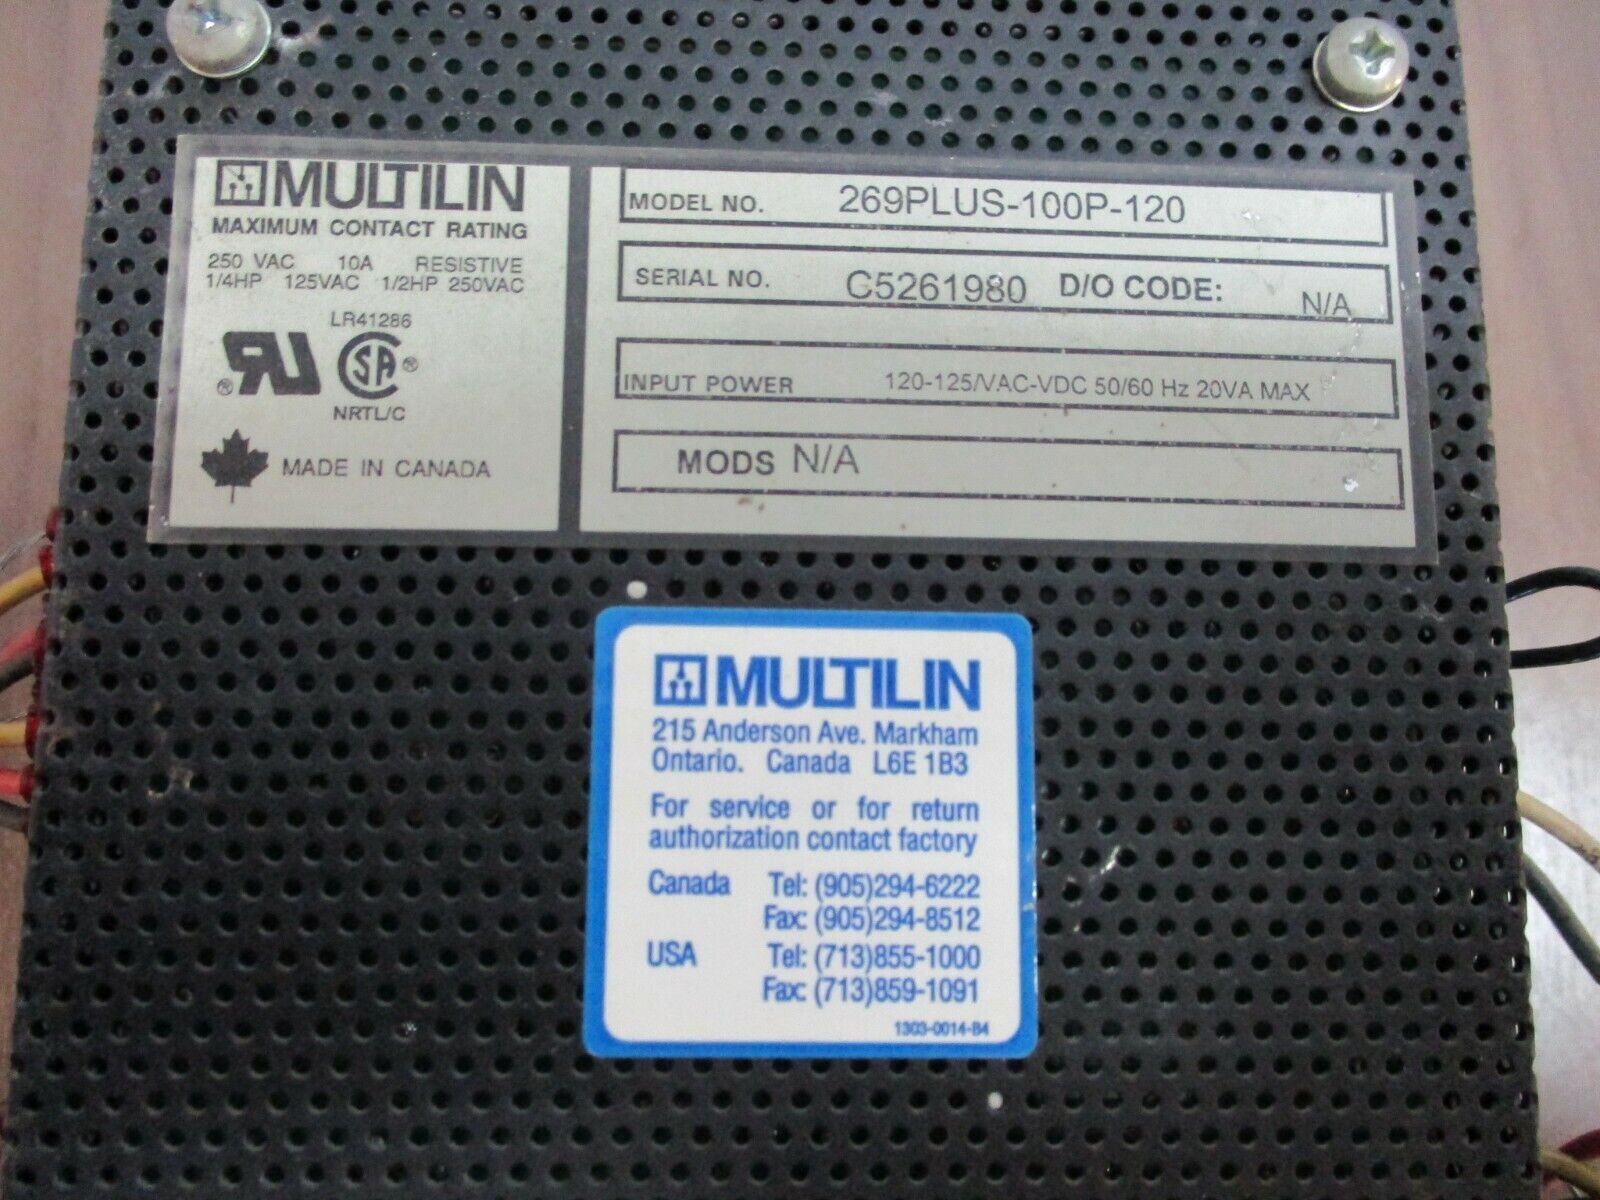 MULTILIN
MAXIMUM CONTACT RATING
250 VAC 10A RESISTIVE
1/4HP 125VAC 1/2HP 250VAC
LR41286
® RU SA ®
NRTL/C
MADE IN CANADA
MODEL NO. 269PLUS-100P-120
SERIAL NO. C5261980 D/O CODE: N/A
INPUT POWER 120-125/VAC-VDC 50/60 Hz 20VA MAX
MODS N/A
MULTILIN
215 Anderson Ave. Markham
Ontario. Canada L6E 1B3
For service or for return
authorization contact factory
Canada Tel: (905)294-6222
Fax: (905)294-8512
USA Tel: (713)855-1000
Fax: (713)859-1091
1303-0014-B4